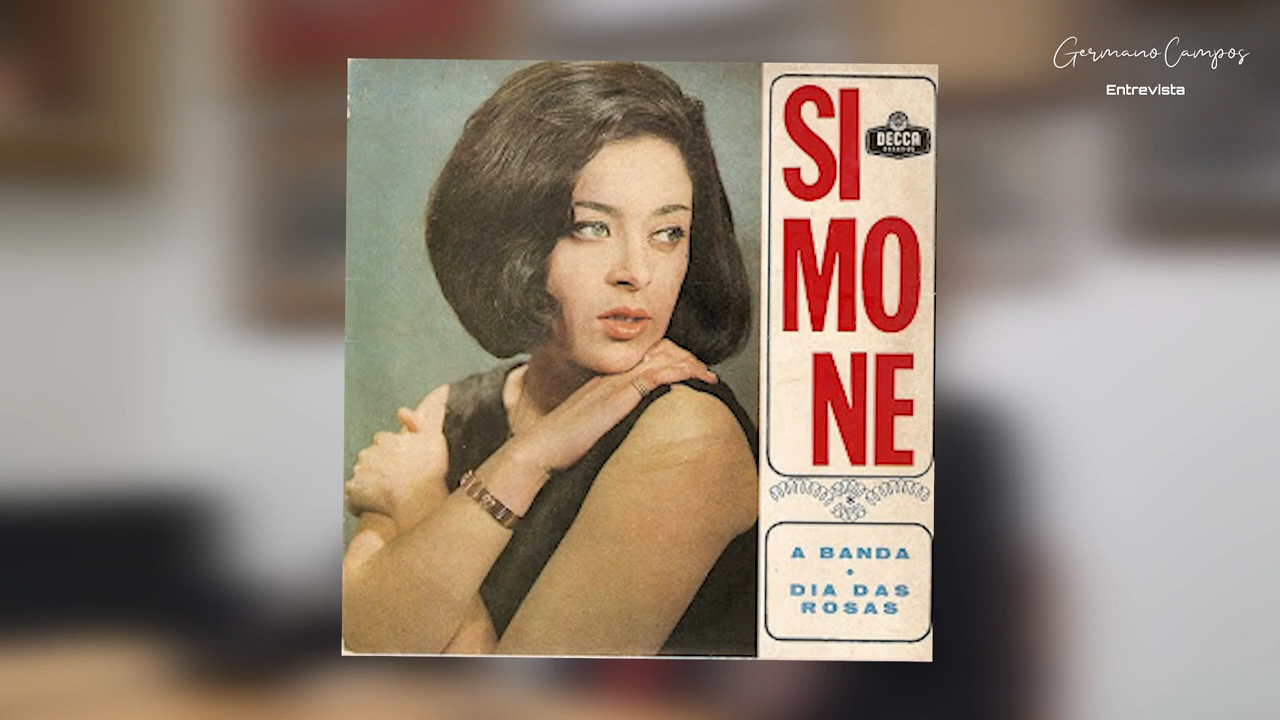 Germano Campos
Entrevista
SI
DECCA
MO
NE
A BANDA
DIA DAS
ROSAS